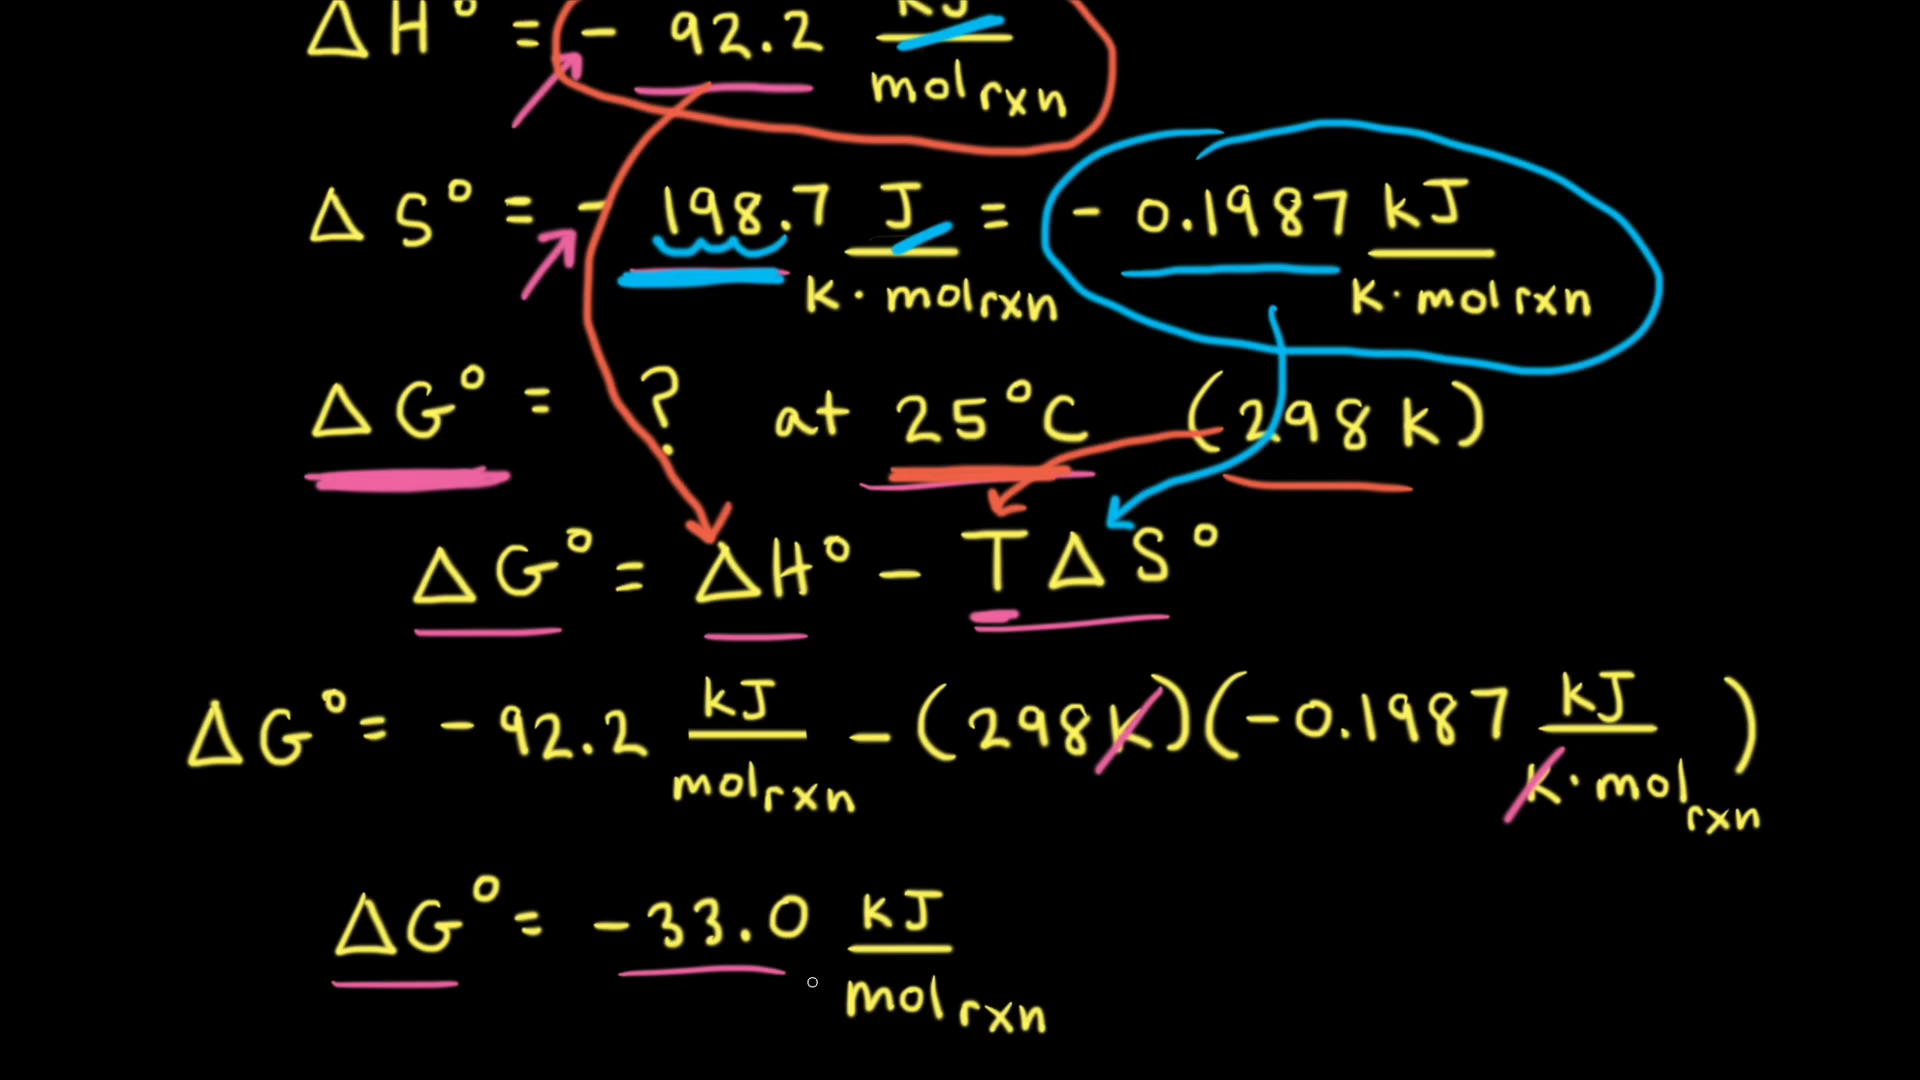 ΔH° = - 92.2 kJ/mol rxn
ΔS° = - 198.7 J/K·mol rxn = - 0.1987 kJ/K·mol rxn
ΔG° = ? at 25°C (298 K)
ΔG° = ΔH° - TΔS°
ΔG° = - 92.2 kJ/mol rxn - (298 K)(- 0.1987 kJ/K·mol rxn)
ΔG° = - 33.0 kJ/mol rxn